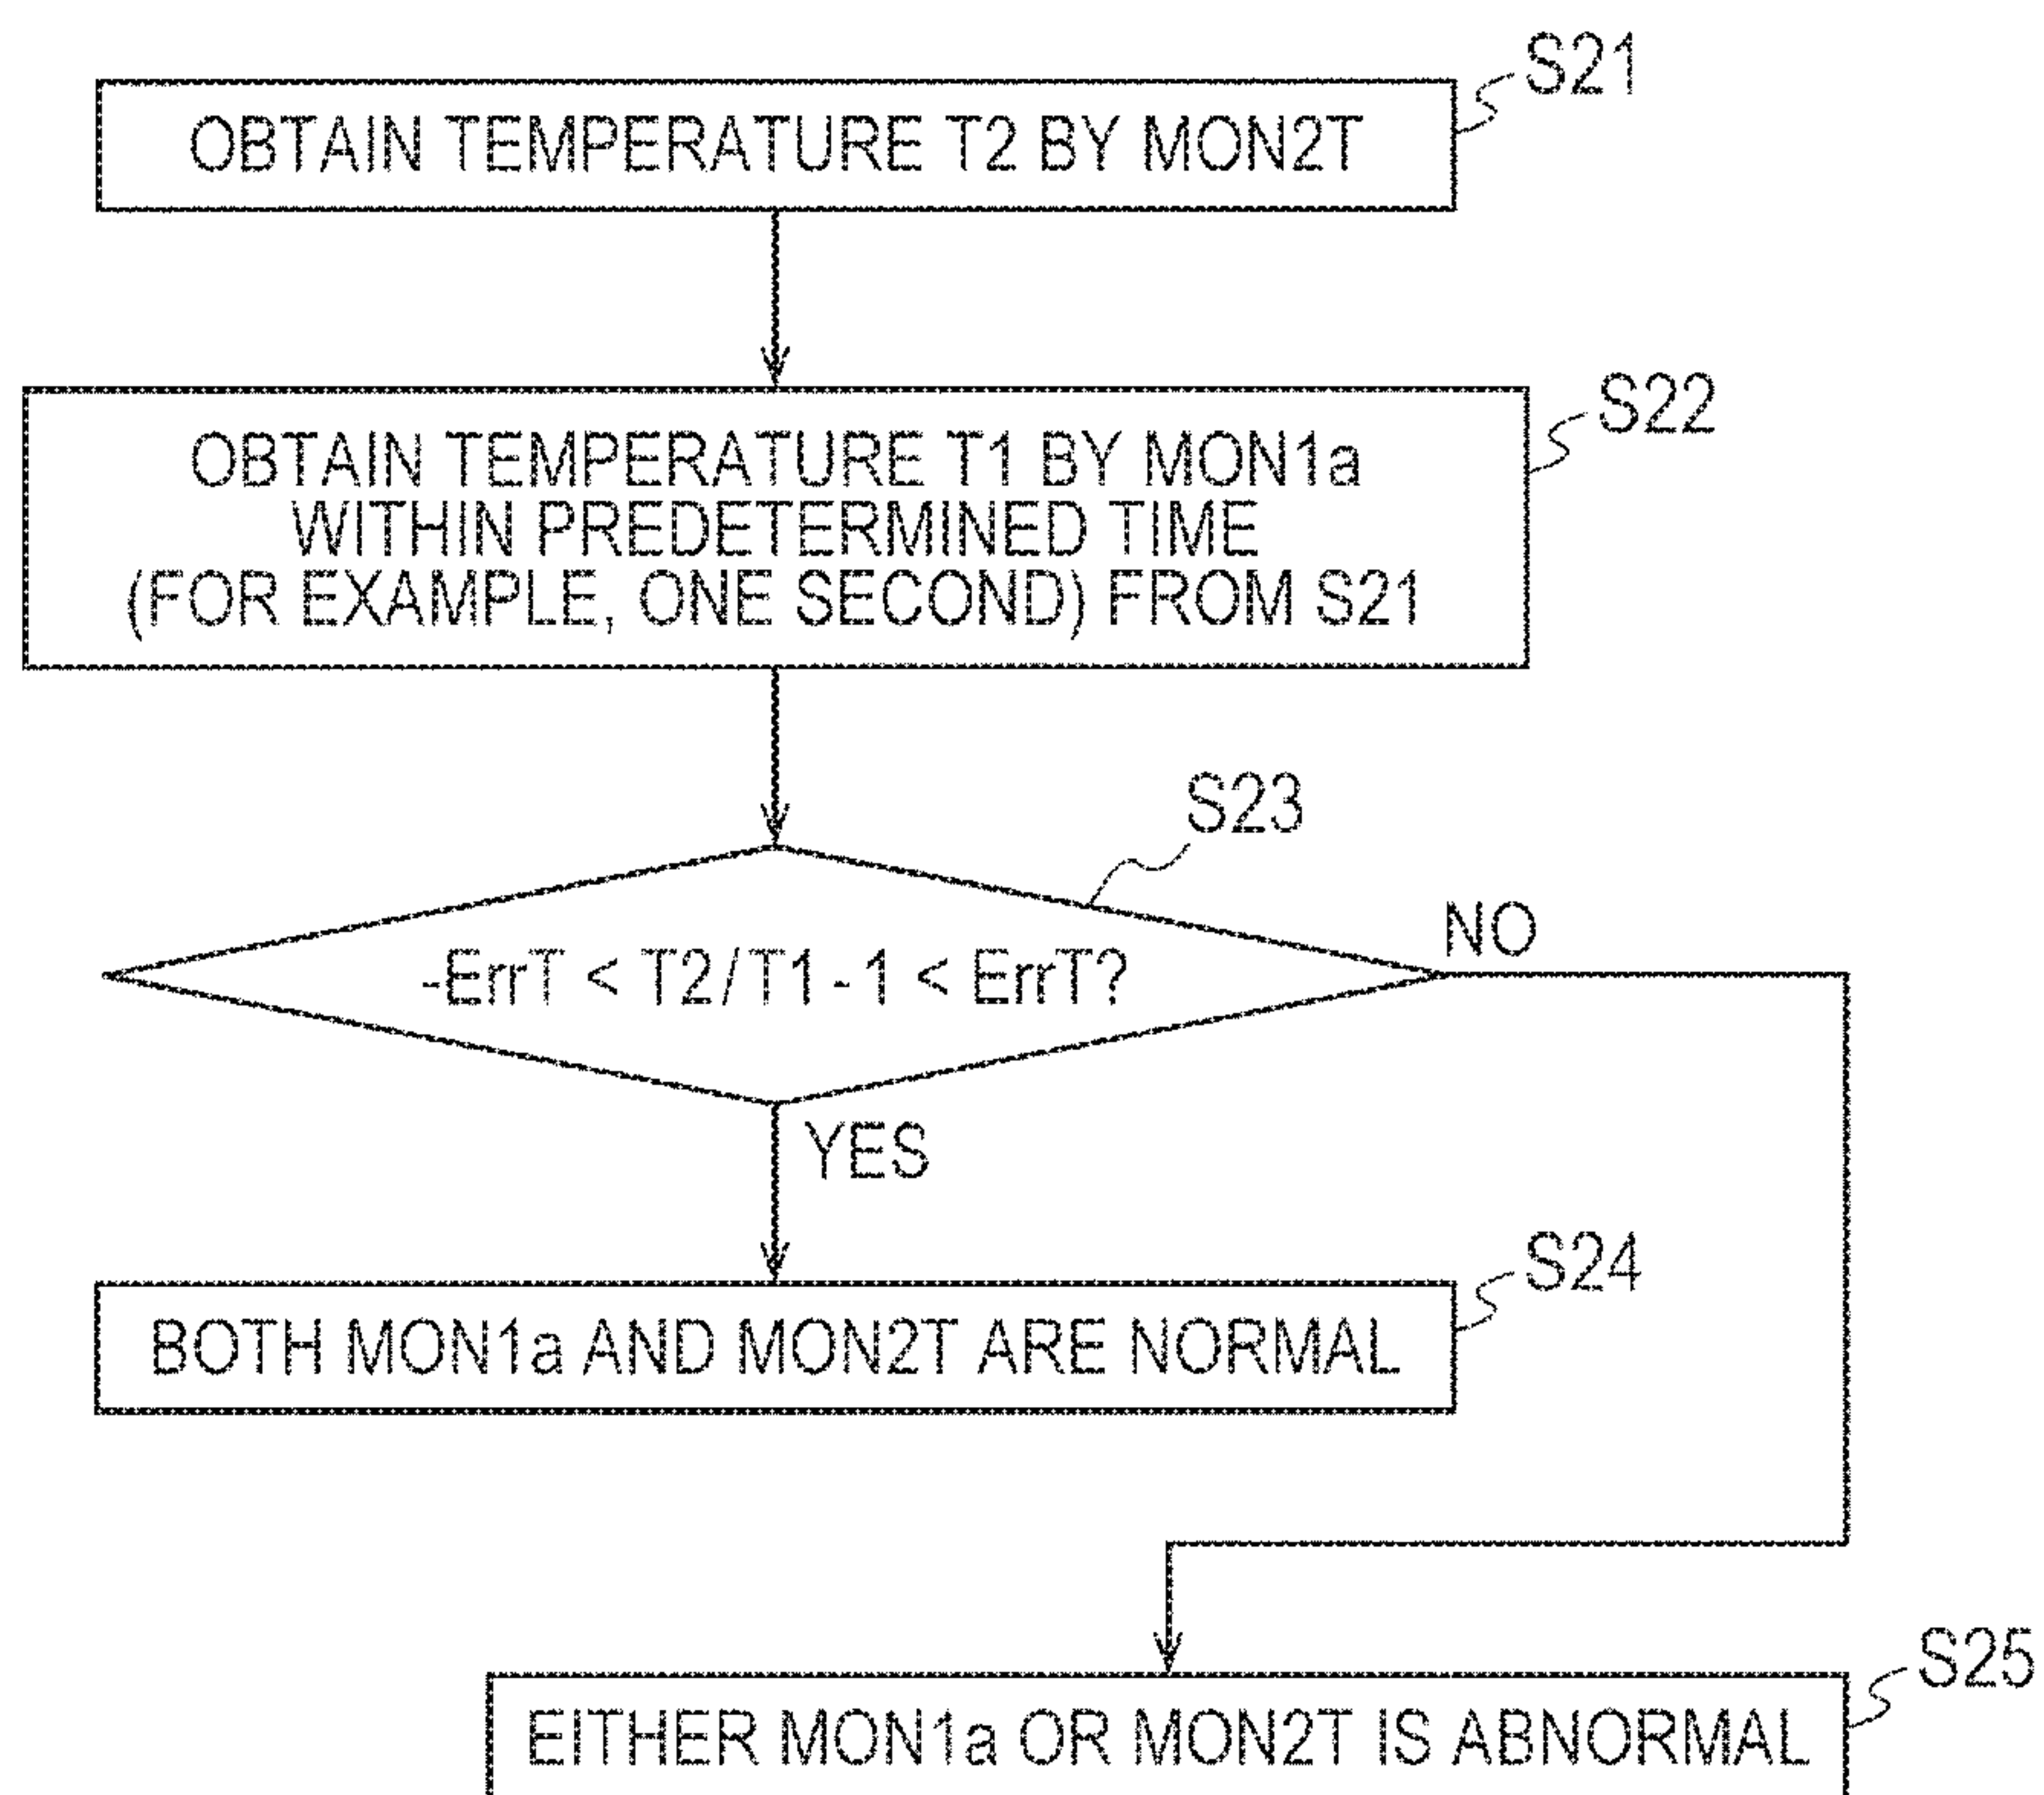 S21
OBTAIN TEMPERATURE T2 BY MON2T
S22
OBTAIN TEMPERATURE T1 BY MON1a
WITHIN PREDETERMINED TIME
(FOR EXAMPLE, ONE SECOND) FROM S21
S23
NO
-ErrT < T2/T1-1 < ErrT?
YES
S24
BOTH MON1a AND MON2T ARE NORMAL
S25
EITHER MON1a OR MON2T IS ABNORMAL